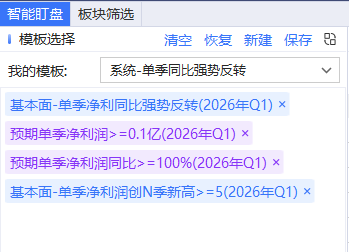 智能盯盘 板块筛选
模板选择 清空 恢复 新建 保存
我的模板: 系统-单季同比强势反转
基本面-单季净利同比强势反转(2026年Q1) ×
预期单季净利润>=0.1亿(2026年Q1) ×
预期单季净利润同比>=100%(2026年Q1) ×
基本面-单季净利润创N季新高>=5(2026年Q1) ×